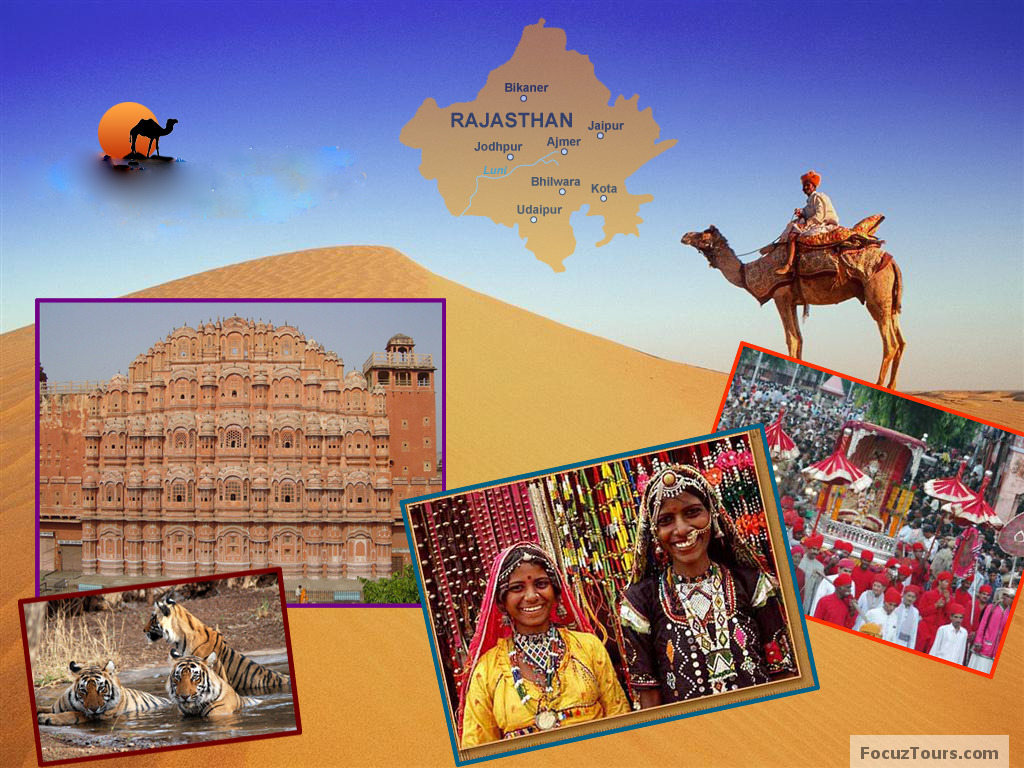 Bikaner
RAJASTHAN
Jaipur
Jodhpur
Ajmer
Luni
Bhilwara
Kota
Udaipur
FocuzTours.com